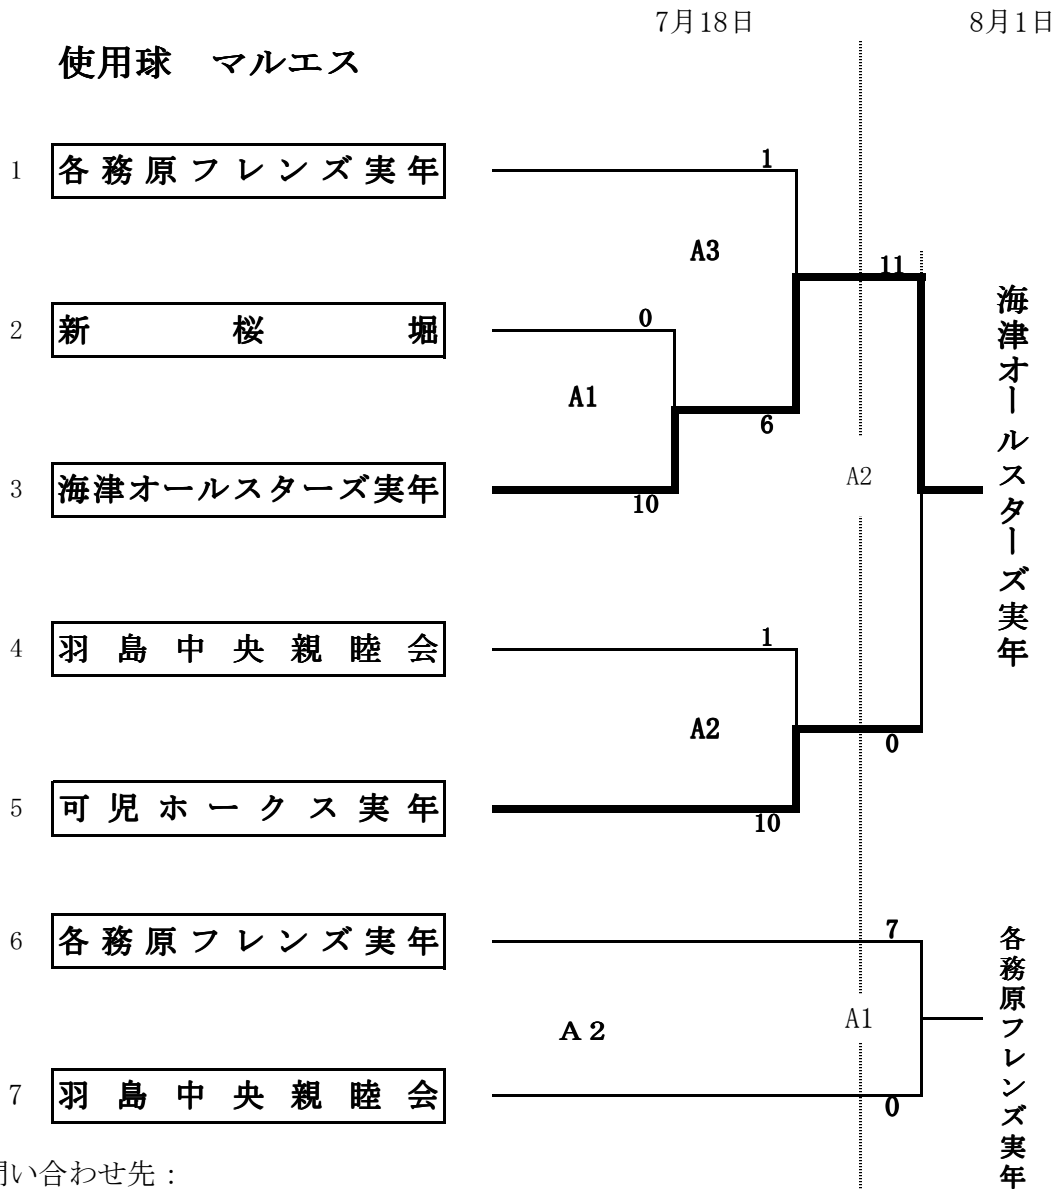 7月18日 8月1日
使用球 マルエス
1 各務原フレンズ実年
1
A3
11
2 新桜堀
0
A1
6
3 海津オールスターズ実年
10
A2
海津オールスターズ実年
4 羽島中央親睦会
1
A2
0
5 可児ホークス実年
10
6 各務原フレンズ実年
7
A2
A1
各務原フレンズ実年
7 羽島中央親睦会
0
問い合わせ先：